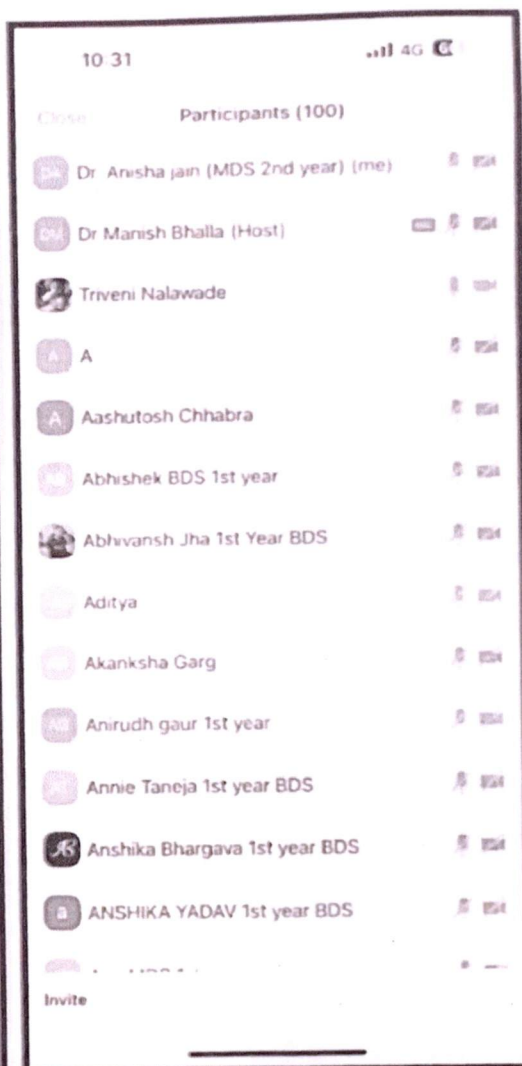 10:31
4G
Close
Participants (100)
Dr Anisha jain (MDS 2nd year) (me)
Dr Manish Bhalla (Host)
Triveni Nalawade
A A
A Aashutosh Chhabra
Abhishek BDS 1st year
Abhivansh Jha 1st Year BDS
Aditya
Akanksha Garg
Anirudh gaur 1st year
Annie Taneja 1st year BDS
AB Anshika Bhargava 1st year BDS
a ANSHIKA YADAV 1st year BDS
Invite